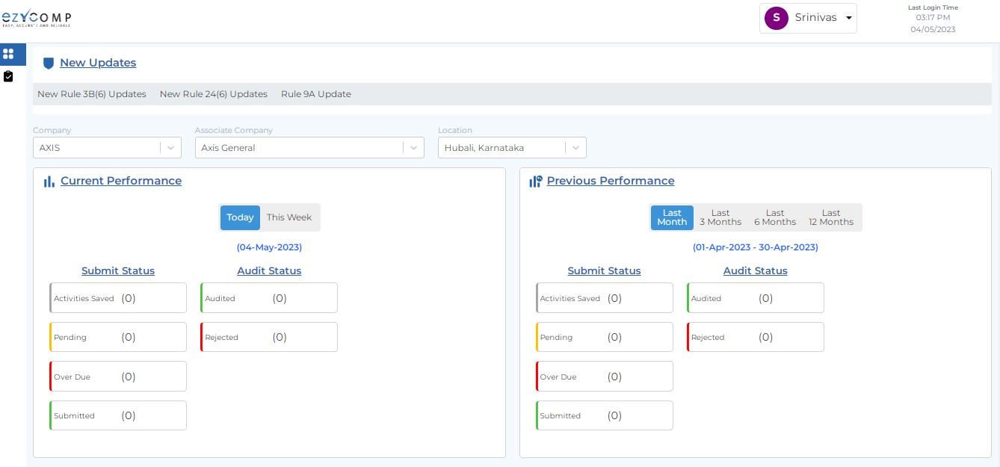 ezycomp
EASY, ACCURATE AND RELIABLE
S Srinivas
Last Login Time
03:17 PM
04/05/2023
New Updates
New Rule 3B(6) Updates New Rule 24(6) Updates Rule 9A Update
Company Associate Company Location
AXIS Axis General Hubali, Karnataka
Current Performance
Today This Week
(04-May-2023)
Submit Status Audit Status
Activities Saved (0) Audited (0)
Pending (0) Rejected (0)
Over Due (0)
Submitted (0)
Previous Performance
Last Month Last 3 Months Last 6 Months Last 12 Months
(01-Apr-2023 - 30-Apr-2023)
Submit Status Audit Status
Activities Saved (0) Audited (0)
Pending (0) Rejected (0)
Over Due (0)
Submitted (0)